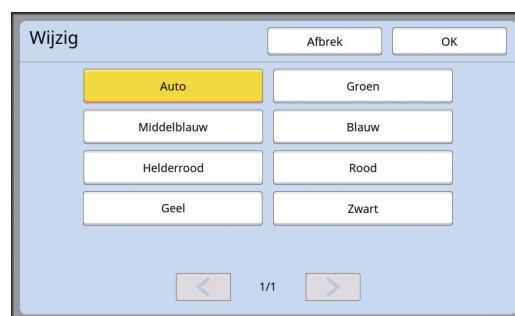 Wijzig Afbrek OK
Auto Groen
Middelblauw Blauw
Helderrood Rood
Geel Zwart
1/1